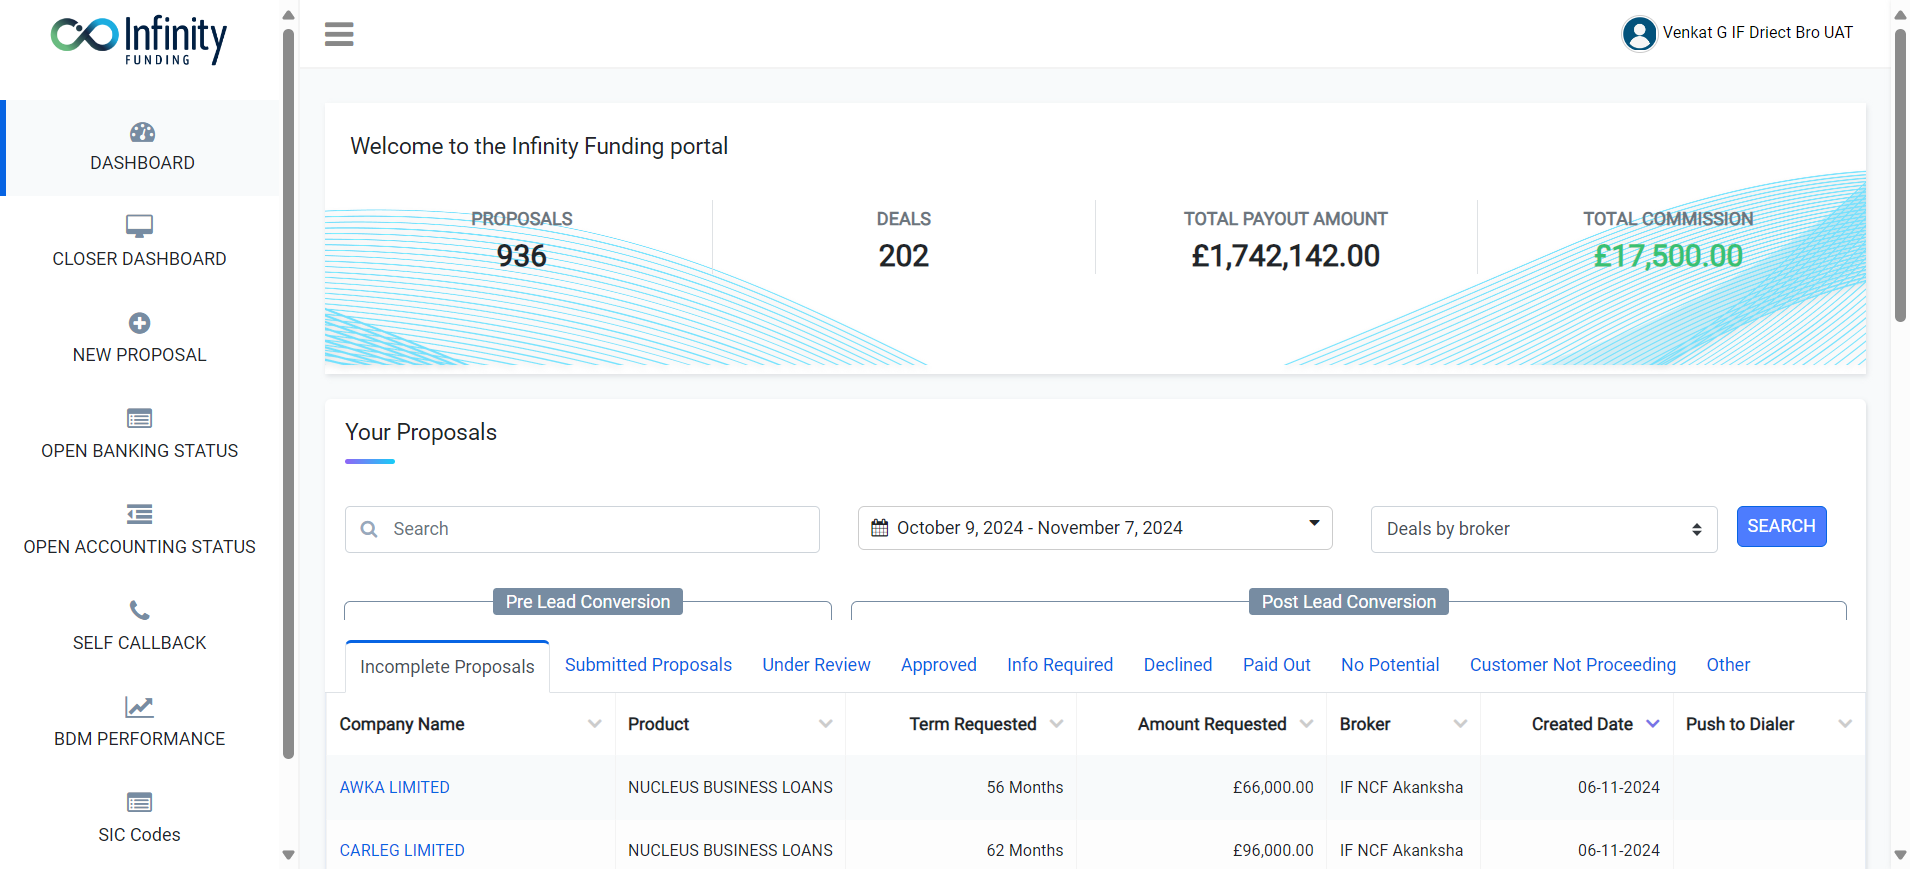 Infinity
FUNDING
Venkat G IF Driect Bro UAT
DASHBOARD
CLOSER DASHBOARD
NEW PROPOSAL
OPEN BANKING STATUS
OPEN ACCOUNTING STATUS
SELF CALLBACK
BDM PERFORMANCE
SIC Codes
Welcome to the Infinity Funding portal
PROPOSALS DEALS TOTAL PAYOUT AMOUNT TOTAL COMMISSION
936 202 £1,742,142.00 £17,500.00
Your Proposals
Search October 9, 2024 - November 7, 2024 Deals by broker SEARCH
Pre Lead Conversion Post Lead Conversion
Incomplete Proposals Submitted Proposals Under Review Approved Info Required Declined Paid Out No Potential Customer Not Proceeding Other
Company Name Product Term Requested Amount Requested Broker Created Date Push to Dialer
AWKA LIMITED NUCLEUS BUSINESS LOANS 56 Months £66,000.00 IF NCF Akanksha 06-11-2024
CARLEG LIMITED NUCLEUS BUSINESS LOANS 62 Months £96,000.00 IF NCF Akanksha 06-11-2024